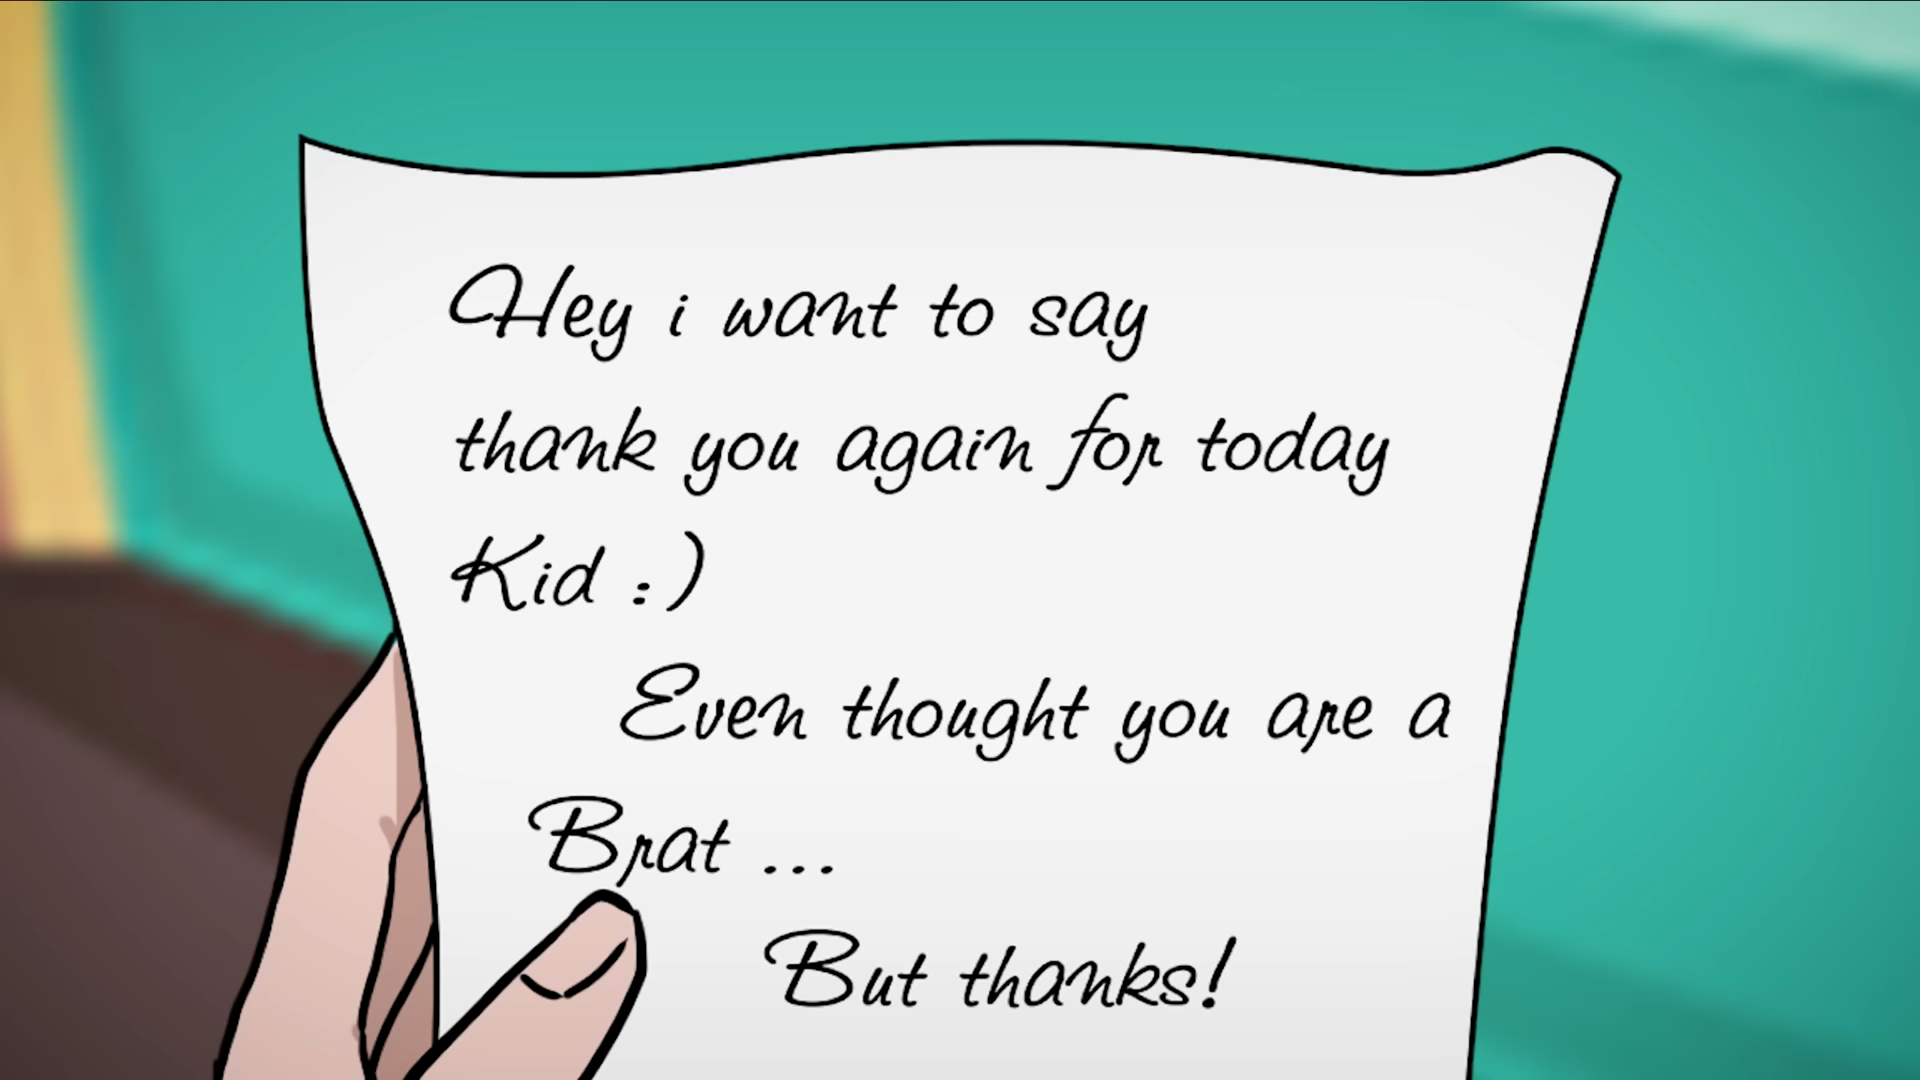 Hey i want to say
thank you again for today
Kid :)
Even thought you are a
Brat ...
But thanks!